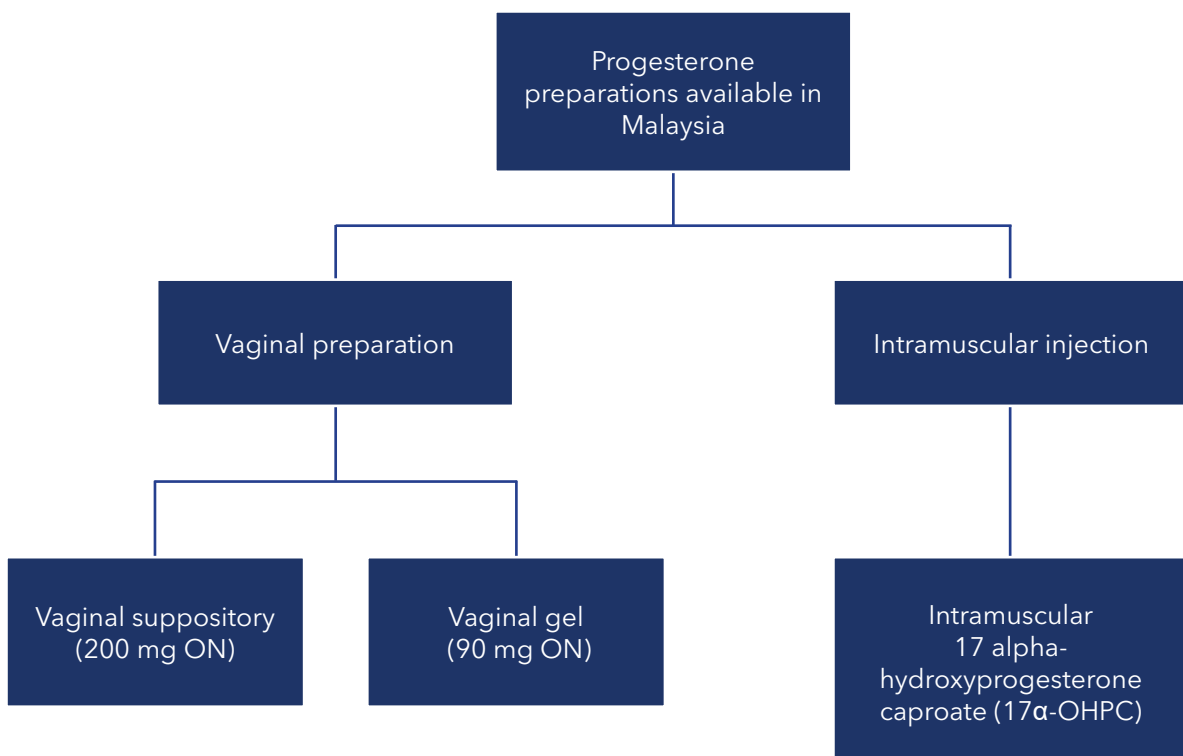 Progesterone
preparations available in
Malaysia
Vaginal preparation
Intramuscular injection
Vaginal suppository
(200 mg ON)
Vaginal gel
(90 mg ON)
Intramuscular
17 alpha-
hydroxyprogesterone
caproate (17α-OHPC)